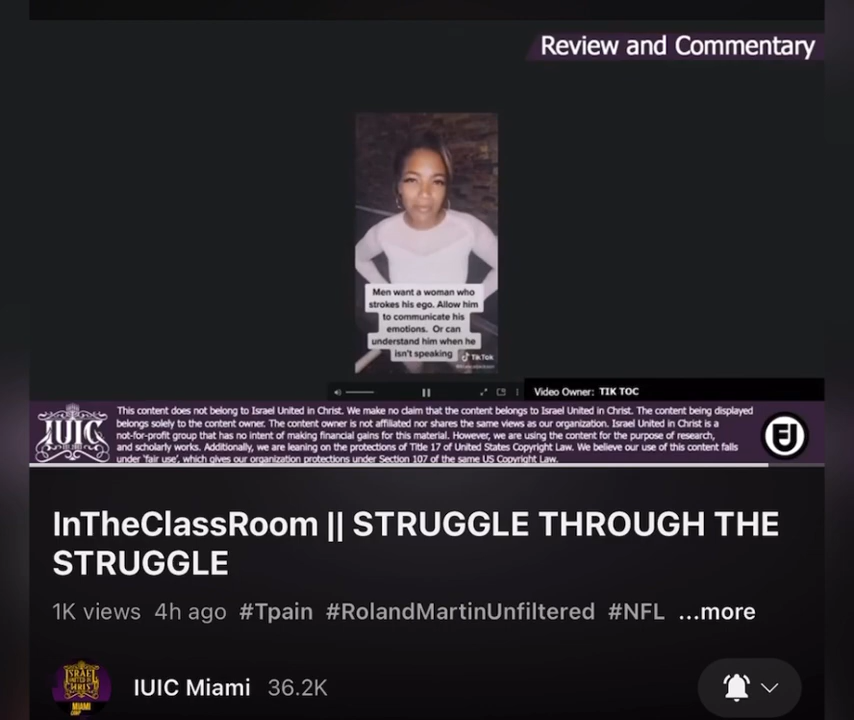 Review and Commentary
Men want a woman who
strokes his ego. Allow him
to communicate his
emotions. Or can
understand him when he
isn't speaking
TikTok
Video Owner: TIK TOC
IUIC
This content does not belong to Israel United in Christ. We make no claim that the content belongs to Israel United in Christ. The content being displayed
belongs solely to the content owner. The content owner is not affiliated nor shares the same views as our organization. Israel United in Christ is a
not-for-profit group that has no intent of making financial gains for this material. However, we are using the content for the purpose of research,
and scholarly works. Additionally, we are leaning on the protections of Title 17 of United States Copyright Law. We believe our use of this content falls
under 'fair use', which gives our organization protections under Section 107 of the same US Copyright Law.
InTheClassRoom || STRUGGLE THROUGH THE
STRUGGLE
1K views 4h ago #Tpain #RolandMartinUnfiltered #NFL ...more
ISRAEL
UNITED IN
CHRIST
MIAMI
IUIC Miami 36.2K